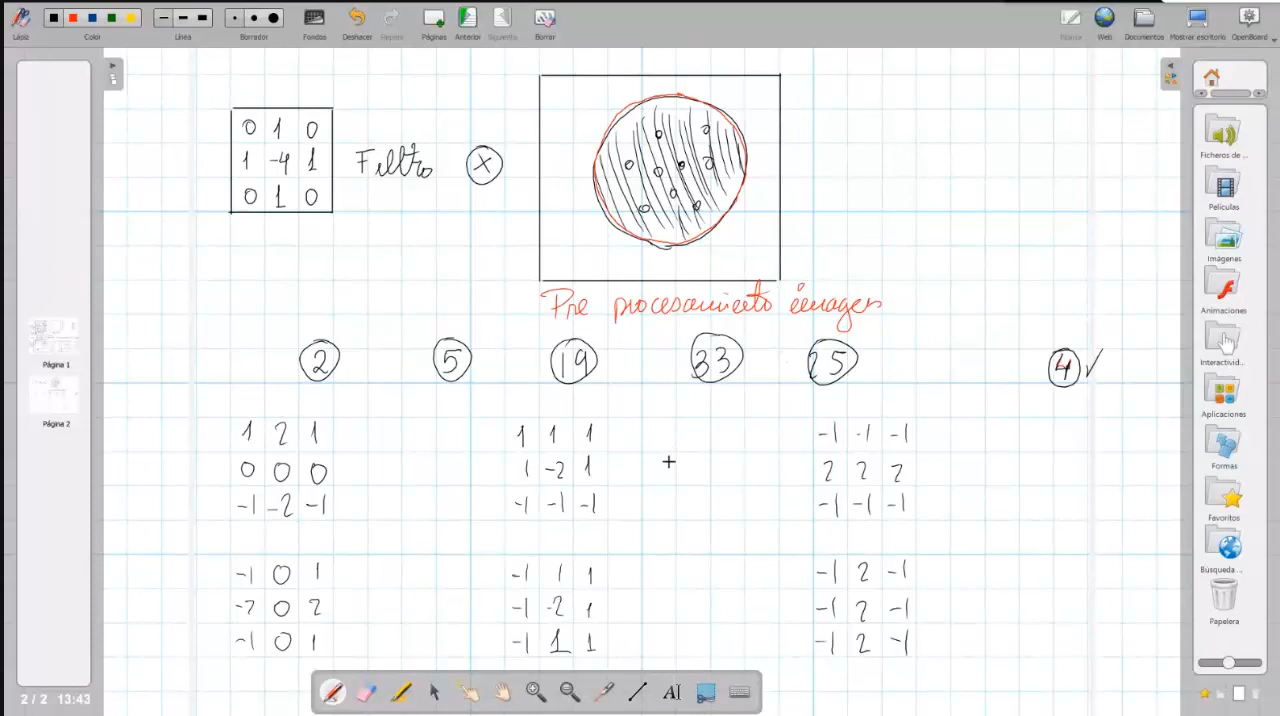 Lápiz Color Línea Borrador Fondos Deshacer Páginas Anterior Siguiente Borrar Web Documentos Mostrar escritorio OpenBoard
0 1 0
1 -4 1
0 1 0
Filtro X
Pre procesamiento imagen
2 5 19 33 25 4 ✓
1 2 1 1 1 1 -1 -1 -1
0 0 0 1 -2 1 + 2 2 2
-1 -2 -1 -1 -1 -1 -1 -1 -1
-1 0 1 -1 1 1 -1 2 -1
-2 0 2 -1 -2 1 -1 2 -1
-1 0 1 -1 1 1 -1 2 -1
Página 1
Página 2
2 / 2 13:43
Ficheros de ...
Películas
Imágenes
Animaciones
Interactivid...
Aplicaciones
Formas
Favoritos
Búsqueda ...
Papelera